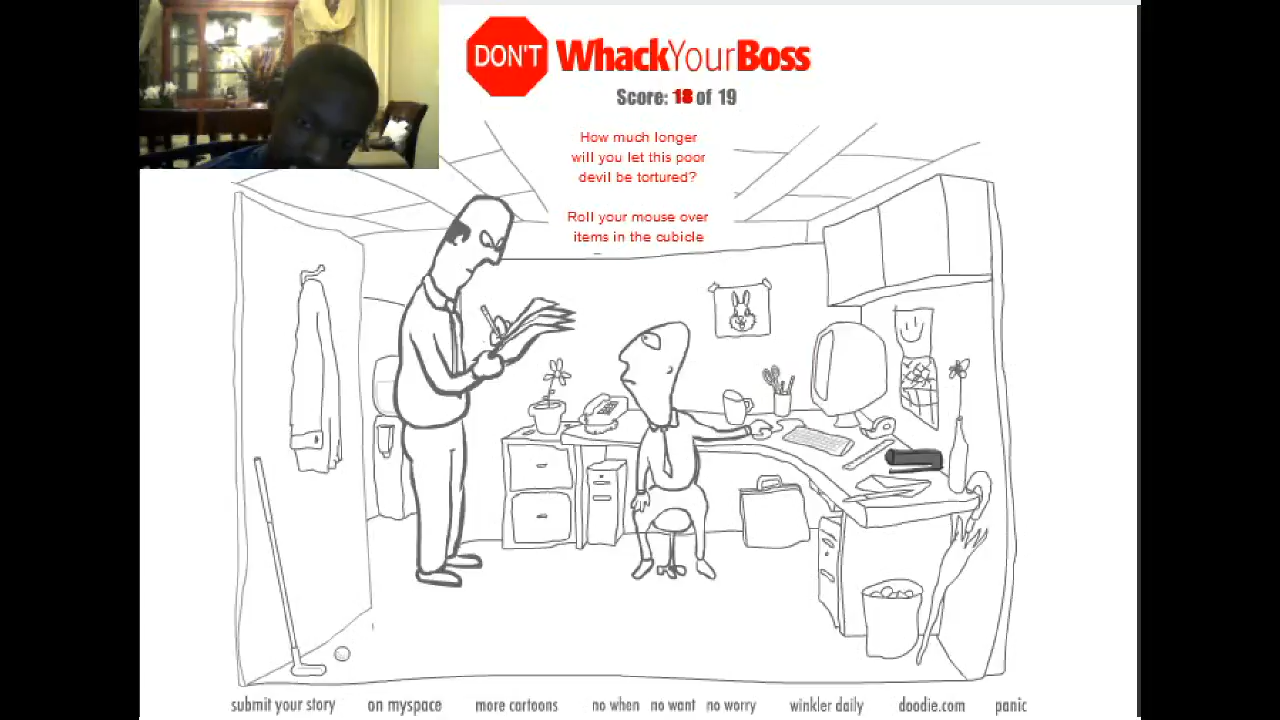 DON'T WhackYourBoss
Score: 18 of 19
How much longer
will you let this poor
devil be tortured?
Roll your mouse over
items in the cubicle
submit your story on myspace more cartoons no when no want no worry winkler daily doodie.com panic